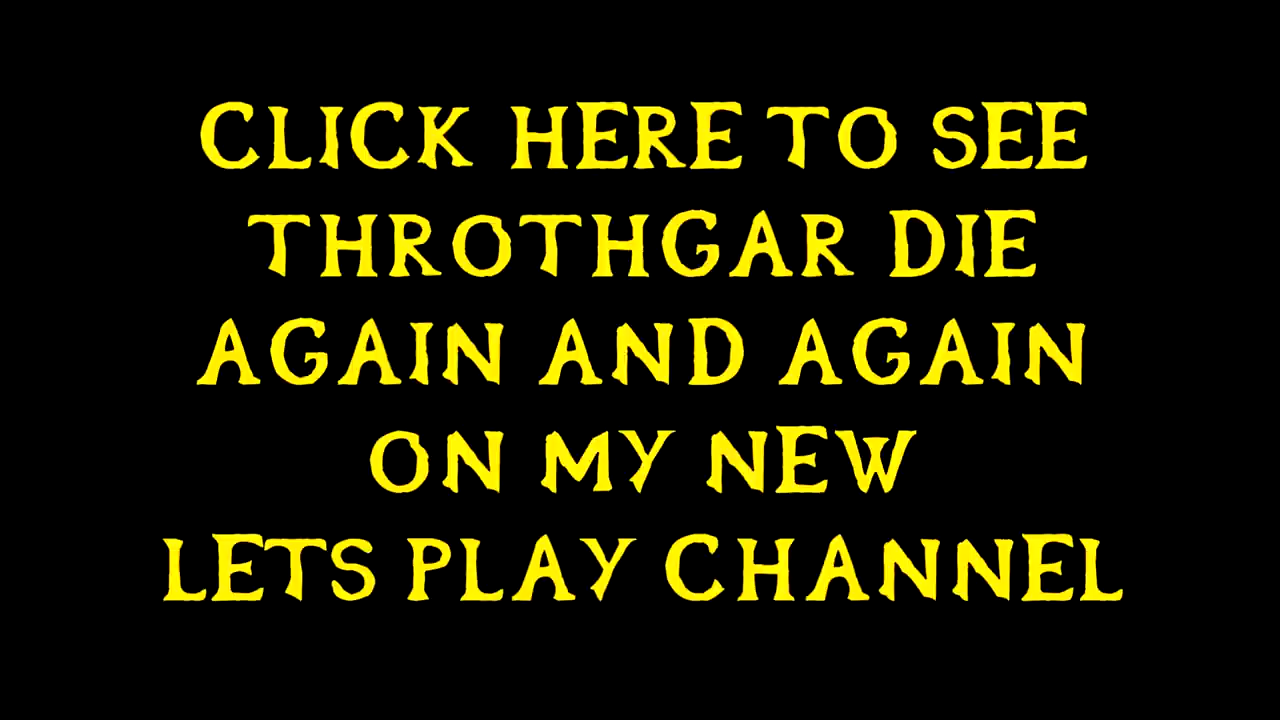 CLICK HERE TO SEE
THROTHGAR DIE
AGAIN AND AGAIN
ON MY NEW
LETS PLAY CHANNEL